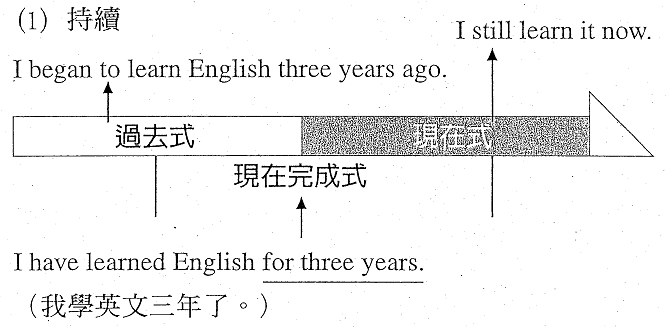 (1) 持續
I still learn it now.
I began to learn English three years ago.
過去式 現在式
現在完成式
I have learned English for three years.
（我學英文三年了。）